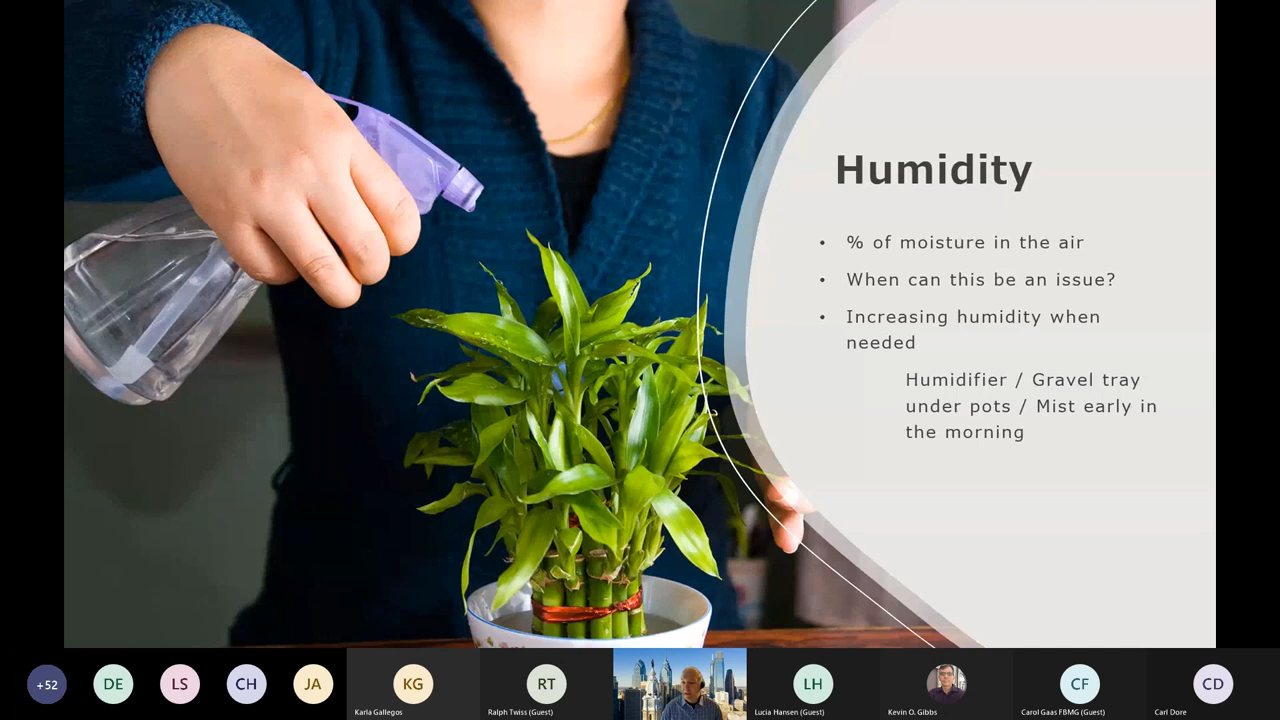 Humidity
• % of moisture in the air
• When can this be an issue?
• Increasing humidity when
needed
Humidifier / Gravel tray
under pots / Mist early in
the morning
+52
DE
LS
CH
JA
KG
Karla Gallegos
RT
Ralph Twiss (Guest)
LH
Lucia Hansen (Guest)
Kevin O. Gibbs
CF
Carol Gaas FBMG (Guest)
CD
Carl Dore